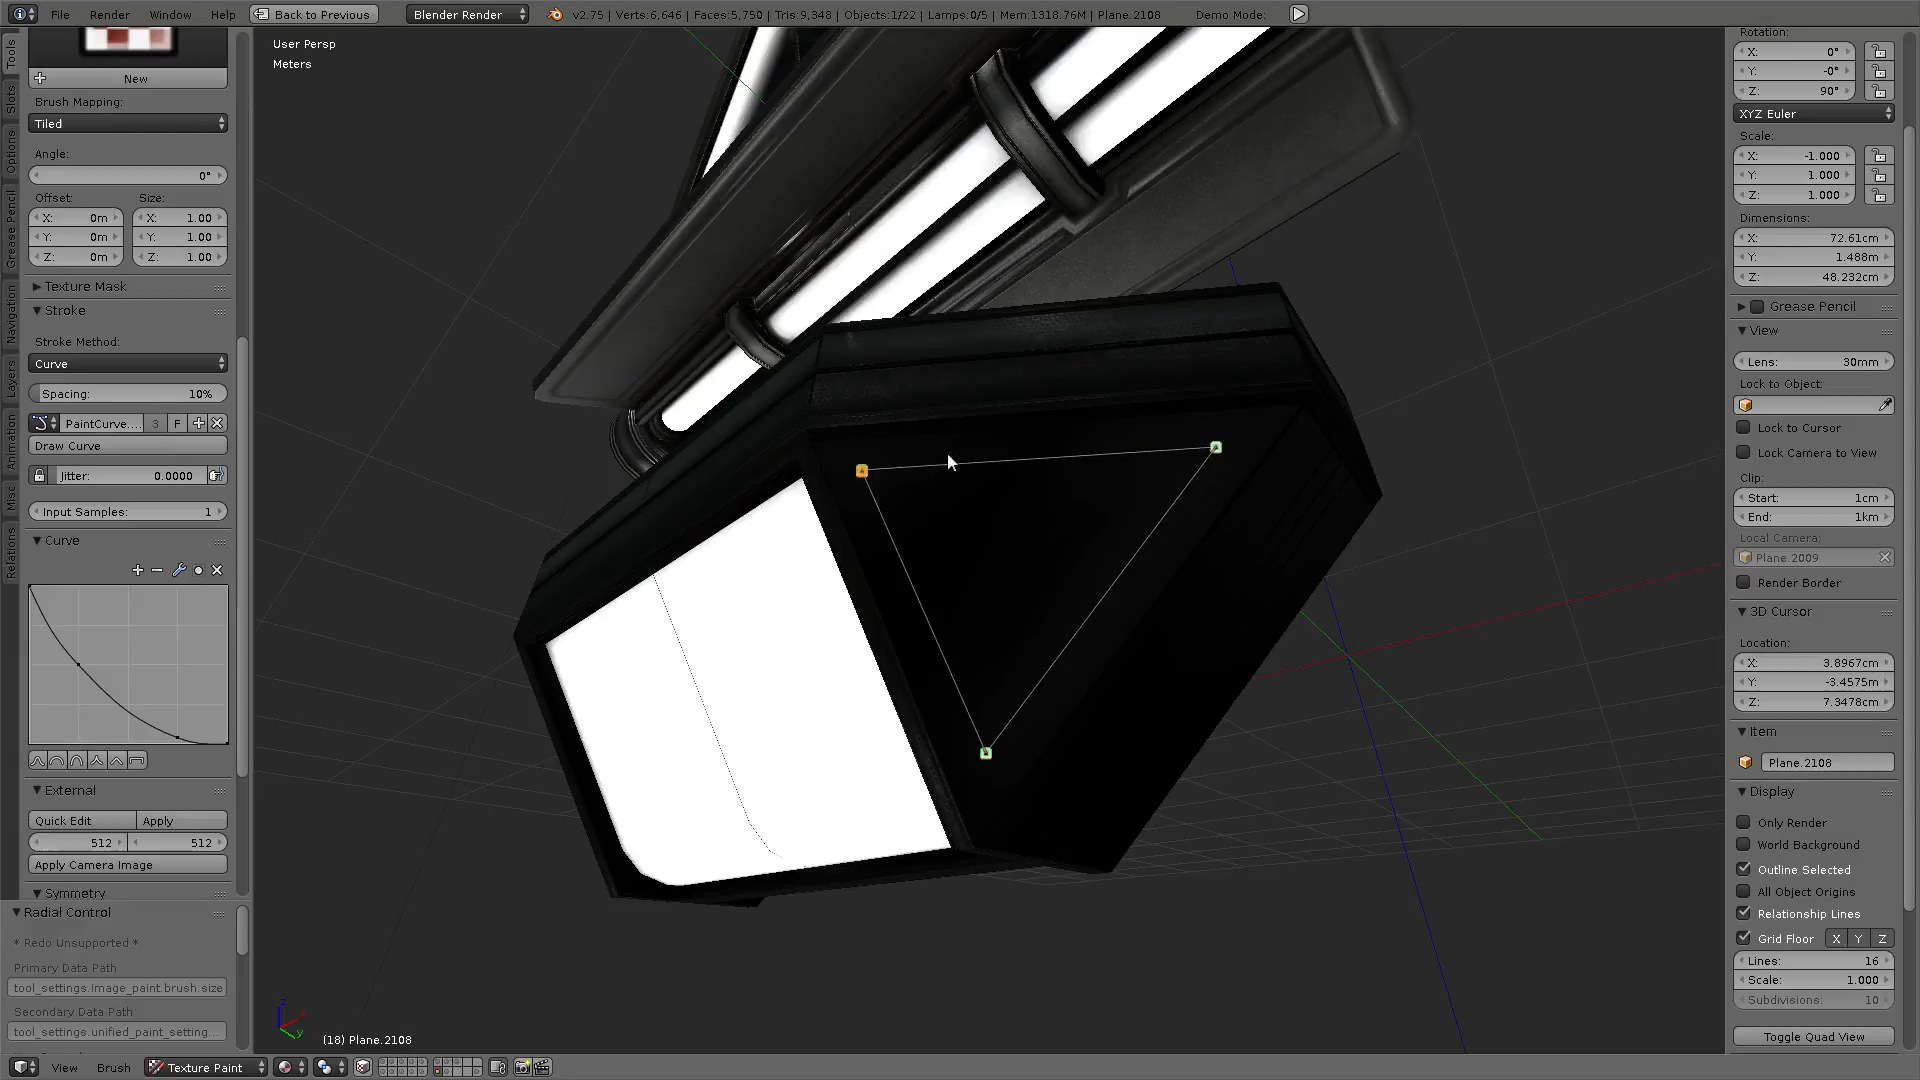 File Render Window Help Back to Previous Blender Render v2.75 | Verts:6,646 | Faces:5,750 | Tris:9,348 | Objects:1/22 | Lamps:0/5 | Mem:1318.76M | Plane.2108 Demo Mode:
Tools
Slots
Options
Grease Pencil
Navigation
Layers
Animation
Misc
Relations
New
Brush Mapping:
Tiled
Angle:
0°
Offset: Size:
X: 0m X: 1.00
Y: 0m Y: 1.00
Z: 0m Z: 1.00
Texture Mask
Stroke
Stroke Method:
Curve
Spacing: 10%
PaintCurve.... 3 F
Draw Curve
Jitter: 0.0000
Input Samples: 1
Curve
External
Quick Edit Apply
512 512
Apply Camera Image
Symmetry
Radial Control
* Redo Unsupported *
Primary Data Path
tool_settings.image_paint.brush.size
Secondary Data Path
tool_settings.unified_paint_setting...
User Persp
Meters
z
x
y
(18) Plane.2108
View Brush Texture Paint
Rotation:
X: 0°
Y: -0°
Z: 90°
XYZ Euler
Scale:
X: -1.000
Y: 1.000
Z: 1.000
Dimensions:
X: 72.61cm
Y: 1.488m
Z: 48.232cm
Grease Pencil
View
Lens: 30mm
Lock to Object:
Lock to Cursor
Lock Camera to View
Clip:
Start: 1cm
End: 1km
Local Camera:
Plane.2009
Render Border
3D Cursor
Location:
X: 3.8967cm
Y: -3.4575m
Z: 7.3478cm
Item
Plane.2108
Display
Only Render
World Background
Outline Selected
All Object Origins
Relationship Lines
Grid Floor X Y Z
Lines: 16
Scale: 1.000
Subdivisions: 10
Toggle Quad View